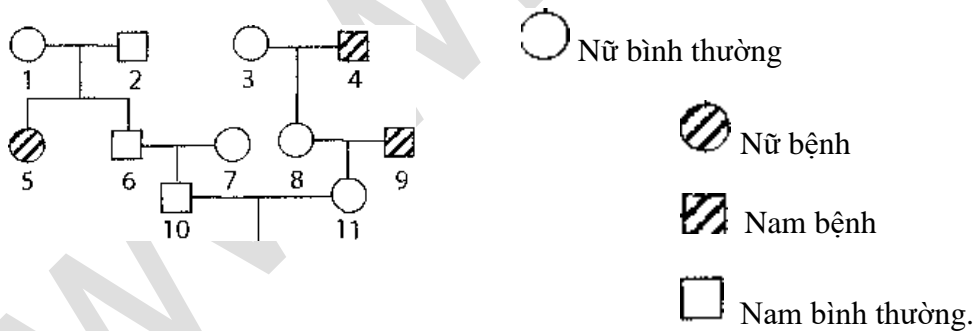 1 2 3 4
5 6 7 8 9
10 11
Nữ bình thường
Nữ bệnh
Nam bệnh
Nam bình thường.